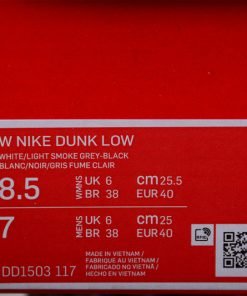 W NIKE DUNK LOW
WHITE/LIGHT SMOKE GREY-BLACK
BLANC/NOIR/GRIS FUME CLAIR
8.5 WMNS UK 6 cm 25.5
BR 38 EUR 40
7 MENS UK 6 cm 25
BR 38 EUR 40
MADE IN VIETNAM /
FABRIQUE AU VIETNAM /
FABRICADO NO VIETNÃ
HECHO EN VIETNAM
DD1503 117